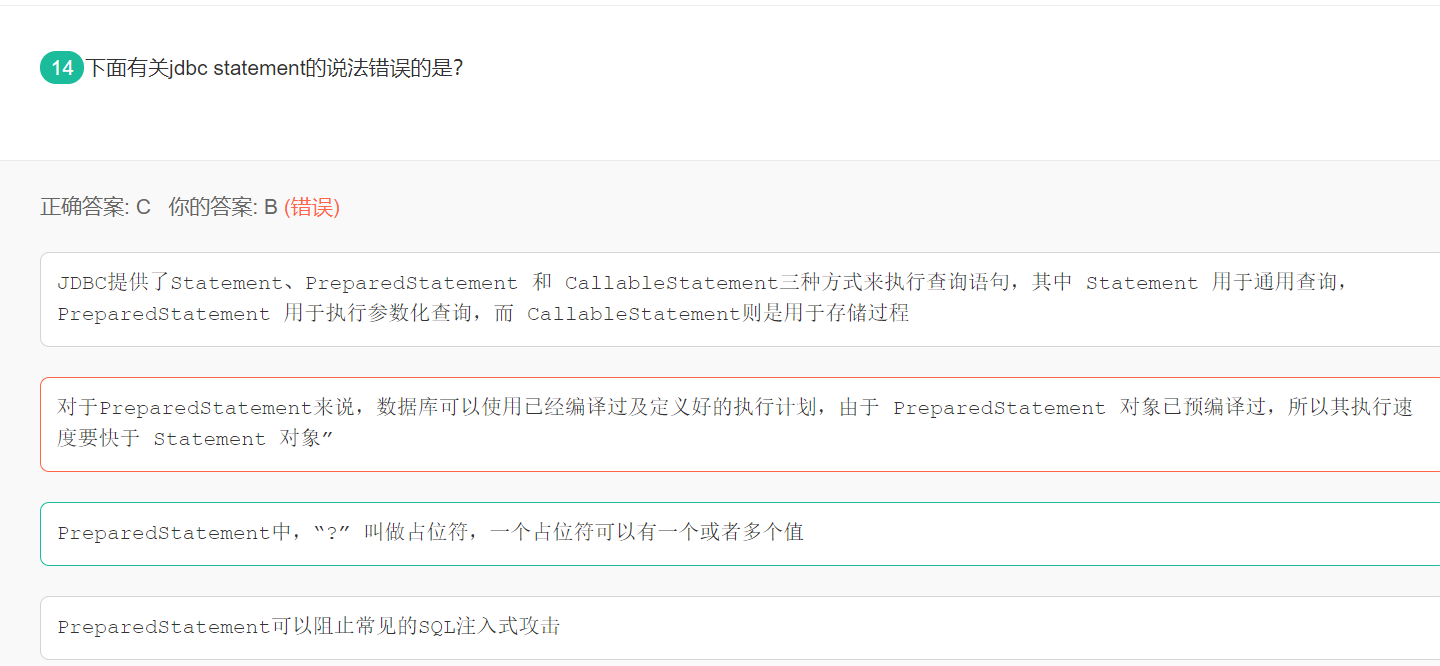 14 下面有关jdbc statement的说法错误的是?
正确答案: C 你的答案: B (错误)
JDBC提供了Statement、PreparedStatement 和 CallableStatement三种方式来执行查询语句，其中 Statement 用于通用查询，
PreparedStatement 用于执行参数化查询，而 CallableStatement则是用于存储过程
对于PreparedStatement来说，数据库可以使用已经编译过及定义好的执行计划，由于 PreparedStatement 对象已预编译过，所以其执行速
度要快于 Statement 对象”
PreparedStatement中，“?” 叫做占位符，一个占位符可以有一个或者多个值
PreparedStatement可以阻止常见的SQL注入式攻击